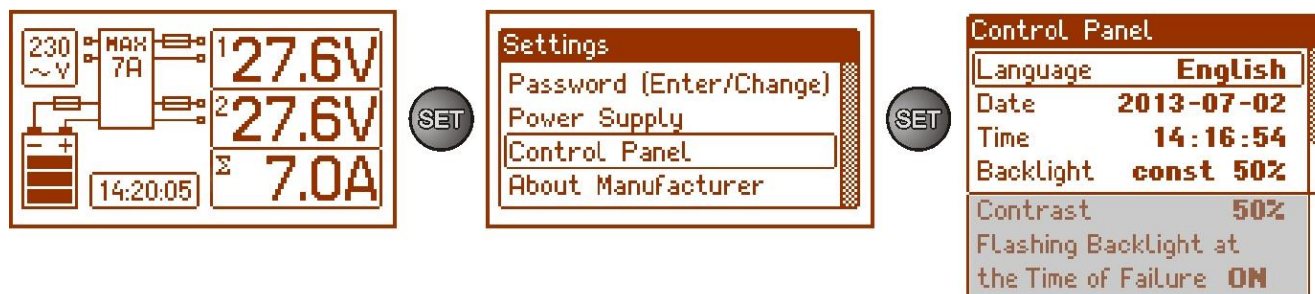 230
~V
MAX
7A
1 27.6V
2 27.6V
Σ 7.0A
- +
14:20:05
SET
Settings
Password (Enter/Change)
Power Supply
Control Panel
About Manufacturer
SET
Control Panel
Language English
Date 2013-07-02
Time 14:16:54
Backlight const 50%
Contrast 50%
Flashing Backlight at
the Time of Failure ON